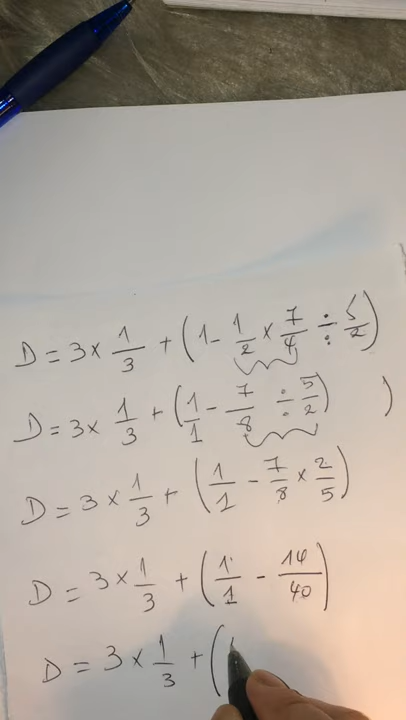 D = 3 × 1/3 + (1 - 1/2 × 7/4 ÷ 5/2)
D = 3 × 1/3 + (1/1 - 7/8 ÷ 5/2) )
D = 3 × 1/3 + (1/1 - 7/8 × 2/5)
D = 3 × 1/3 + (1/1 - 14/40)
D = 3 × 1/3 + (